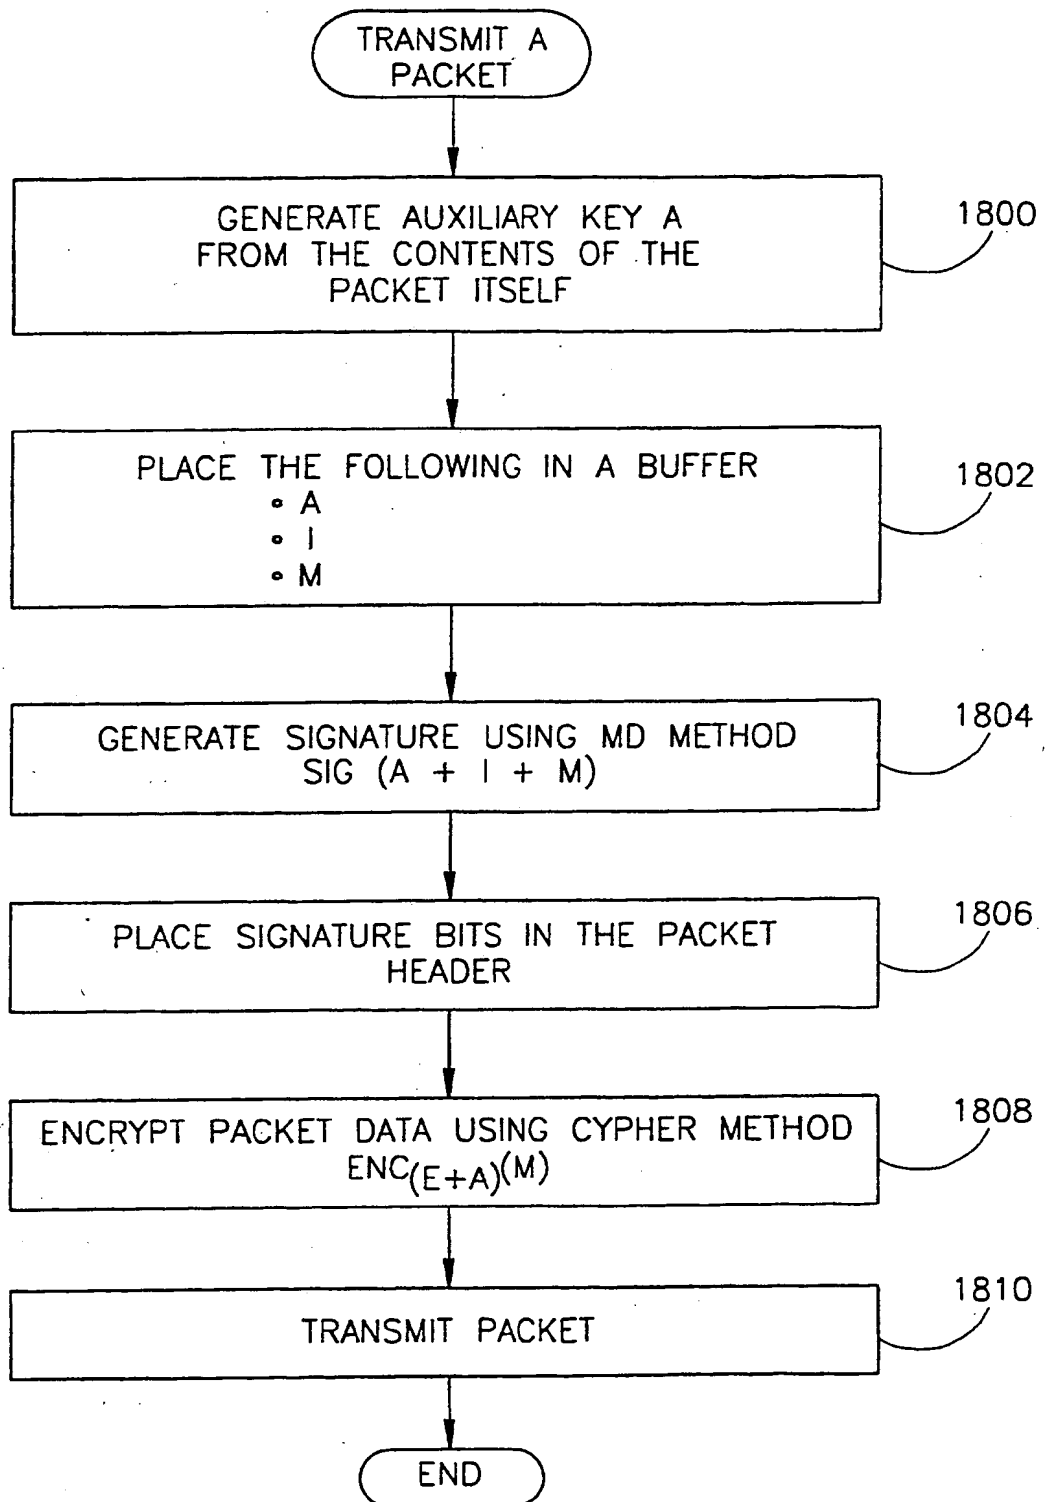 TRANSMIT A
PACKET
GENERATE AUXILIARY KEY A
FROM THE CONTENTS OF THE
PACKET ITSELF
1800
PLACE THE FOLLOWING IN A BUFFER
• A
• I
• M
1802
GENERATE SIGNATURE USING MD METHOD
SIG (A + I + M)
1804
PLACE SIGNATURE BITS IN THE PACKET
HEADER
1806
ENCRYPT PACKET DATA USING CYPHER METHOD
ENC(E+A)(M)
1808
TRANSMIT PACKET
1810
END